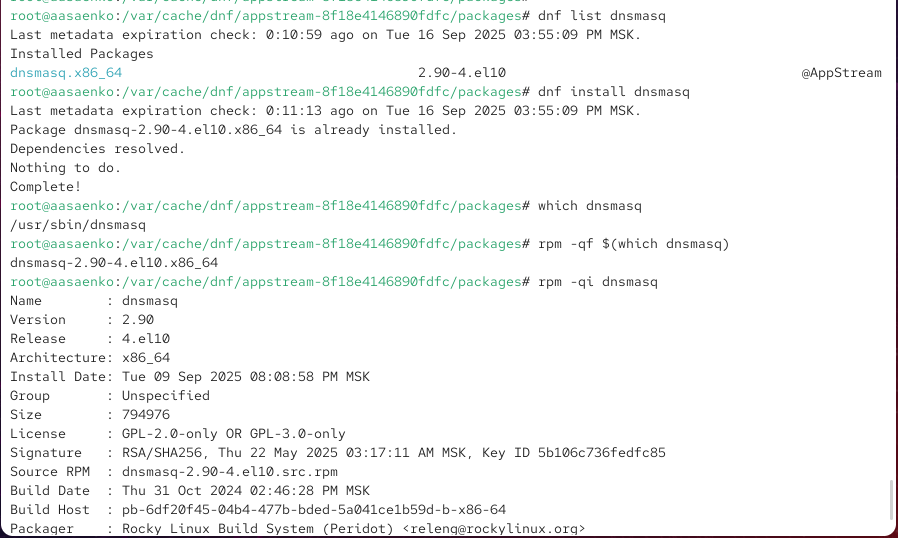 root@aasaenko:/var/cache/dnf/appstream-8f18e4146890fdfc/packages# dnf list dnsmasq
Last metadata expiration check: 0:10:59 ago on Tue 16 Sep 2025 03:55:09 PM MSK.
Installed Packages
dnsmasq.x86_64 2.90-4.el10 @AppStream
root@aasaenko:/var/cache/dnf/appstream-8f18e4146890fdfc/packages# dnf install dnsmasq
Last metadata expiration check: 0:11:13 ago on Tue 16 Sep 2025 03:55:09 PM MSK.
Package dnsmasq-2.90-4.el10.x86_64 is already installed.
Dependencies resolved.
Nothing to do.
Complete!
root@aasaenko:/var/cache/dnf/appstream-8f18e4146890fdfc/packages# which dnsmasq
/usr/sbin/dnsmasq
root@aasaenko:/var/cache/dnf/appstream-8f18e4146890fdfc/packages# rpm -qf $(which dnsmasq)
dnsmasq-2.90-4.el10.x86_64
root@aasaenko:/var/cache/dnf/appstream-8f18e4146890fdfc/packages# rpm -qi dnsmasq
Name        : dnsmasq
Version     : 2.90
Release     : 4.el10
Architecture: x86_64
Install Date: Tue 09 Sep 2025 08:08:58 PM MSK
Group       : Unspecified
Size        : 794976
License     : GPL-2.0-only OR GPL-3.0-only
Signature   : RSA/SHA256, Thu 22 May 2025 03:17:11 AM MSK, Key ID 5b106c736fedfc85
Source RPM  : dnsmasq-2.90-4.el10.src.rpm
Build Date  : Thu 31 Oct 2024 02:46:28 PM MSK
Build Host  : pb-6df20f45-04b4-477b-bded-5a041ce1b59d-b-x86-64
Packager    : Rocky Linux Build System (Peridot) <releng@rockylinux.org>